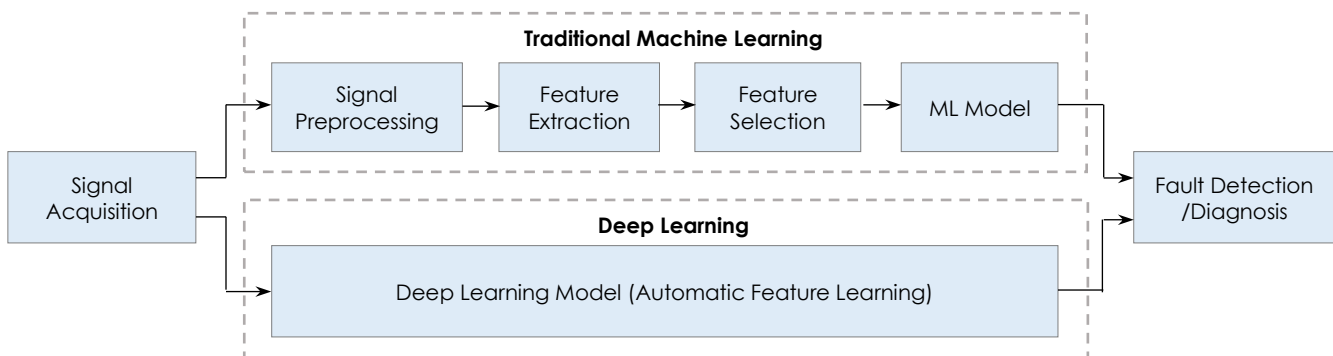 Traditional Machine Learning
Signal
Preprocessing
Feature
Extraction
Feature
Selection
ML Model
Signal
Acquisition
Fault Detection
/Diagnosis
Deep Learning
Deep Learning Model (Automatic Feature Learning)